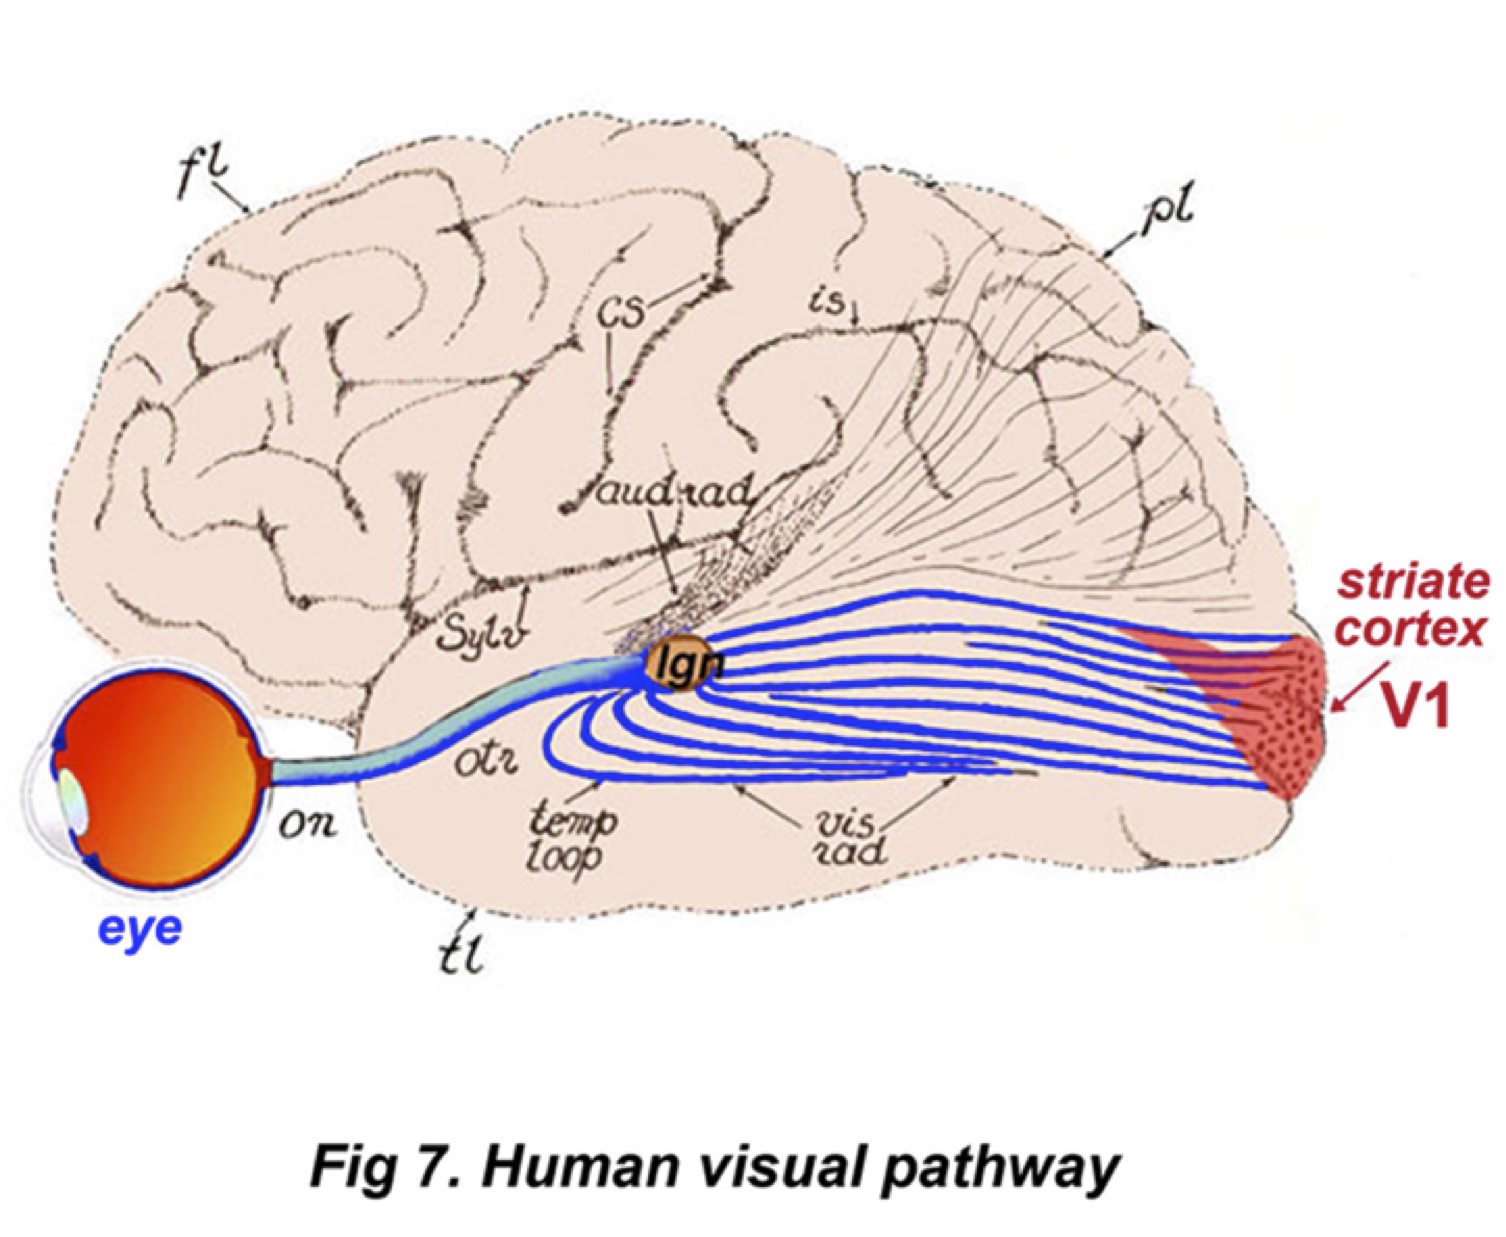 fl
pl
CS
is
aud rad
striate
cortex
V1
Sylv
lgn
otr
on
temp
loop
vis
rad
eye
tl
Fig 7. Human visual pathway